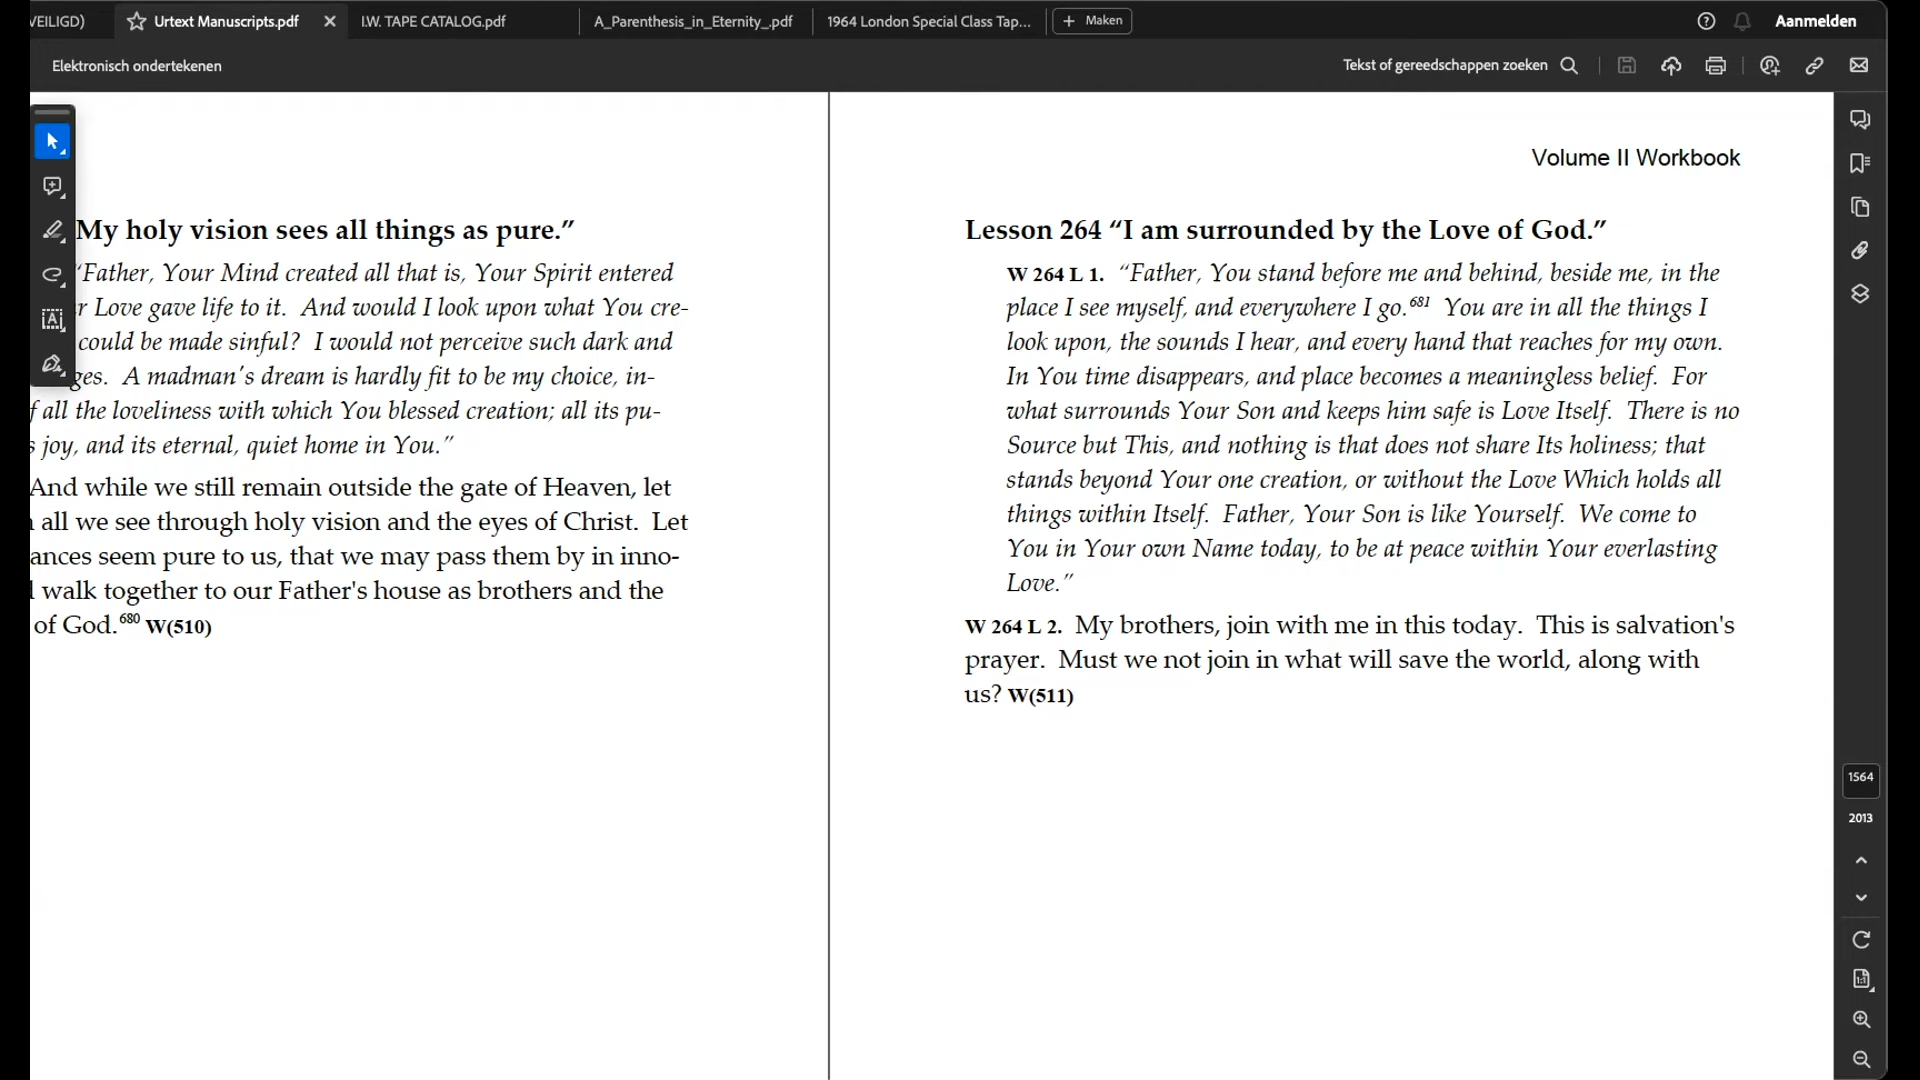 VEILIGD)
Urtext Manuscripts.pdf
I.W. TAPE CATALOG.pdf
A_Parenthesis_in_Eternity_.pdf
1964 London Special Class Tap...
Maken
Aanmelden
Elektronisch ondertekenen
Tekst of gereedschappen zoeken
My holy vision sees all things as pure.”
“Father, Your Mind created all that is, Your Spirit entered
r Love gave life to it. And would I look upon what You cre-
could be made sinful? I would not perceive such dark and
ges. A madman's dream is hardly fit to be my choice, in-
f all the loveliness with which You blessed creation; all its pu-
s joy, and its eternal, quiet home in You.”
And while we still remain outside the gate of Heaven, let
all we see through holy vision and the eyes of Christ. Let
ances seem pure to us, that we may pass them by in inno-
walk together to our Father's house as brothers and the
of God.680 W(510)
Volume II Workbook
Lesson 264 “I am surrounded by the Love of God.”
W 264 L 1. “Father, You stand before me and behind, beside me, in the
place I see myself, and everywhere I go.681 You are in all the things I
look upon, the sounds I hear, and every hand that reaches for my own.
In You time disappears, and place becomes a meaningless belief. For
what surrounds Your Son and keeps him safe is Love Itself. There is no
Source but This, and nothing is that does not share Its holiness; that
stands beyond Your one creation, or without the Love Which holds all
things within Itself. Father, Your Son is like Yourself. We come to
You in Your own Name today, to be at peace within Your everlasting
Love.”
W 264 L 2. My brothers, join with me in this today. This is salvation's
prayer. Must we not join in what will save the world, along with
us? W(511)
1564
2013